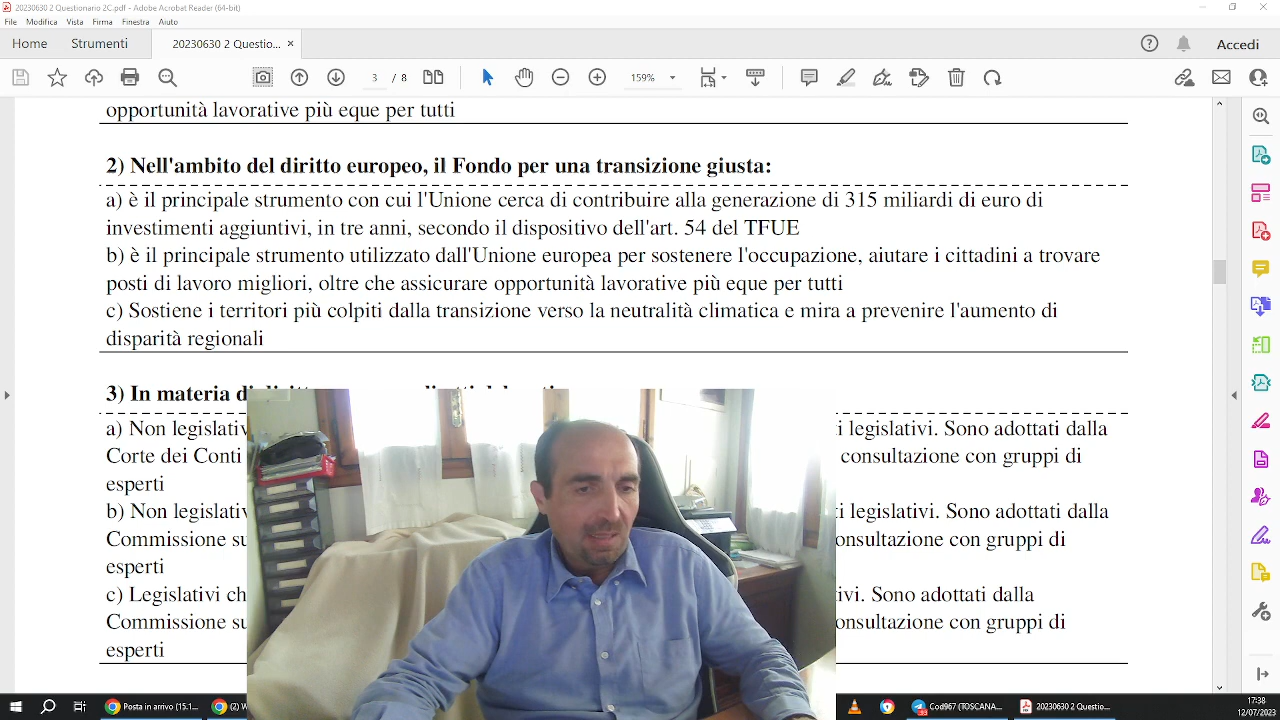 20230630 2 Questionario 2C.pdf - Adobe Acrobat Reader (64-bit)
File Modifica Vista Firma Finestra Aiuto
Home Strumenti 20230630 2 Questio... × Accedi
3 / 8 159%
opportunità lavorative più eque per tutti
2) Nell'ambito del diritto europeo, il Fondo per una transizione giusta:
a) è il principale strumento con cui l'Unione cerca di contribuire alla generazione di 315 miliardi di euro di
investimenti aggiuntivi, in tre anni, secondo il dispositivo dell'art. 54 del TFUE
b) è il principale strumento utilizzato dall'Unione europea per sostenere l'occupazione, aiutare i cittadini a trovare
posti di lavoro migliori, oltre che assicurare opportunità lavorative più eque per tutti
c) Sostiene i territori più colpiti dalla transizione verso la neutralità climatica e mira a prevenire l'aumento di
disparità regionali
3) In materia di
a) Non legislativ i legislativi. Sono adottati dalla
Corte dei Conti consultazione con gruppi di
esperti
b) Non legislativ i legislativi. Sono adottati dalla
Commissione su onsultazione con gruppi di
esperti
c) Legislativi ch ivi. Sono adottati dalla
Commissione su onsultazione con gruppi di
esperti
Posta in arrivo (15.1... (2) W Cod967 (TOSCANA... 20230630 2 Questio... 17:38
12/07/2023